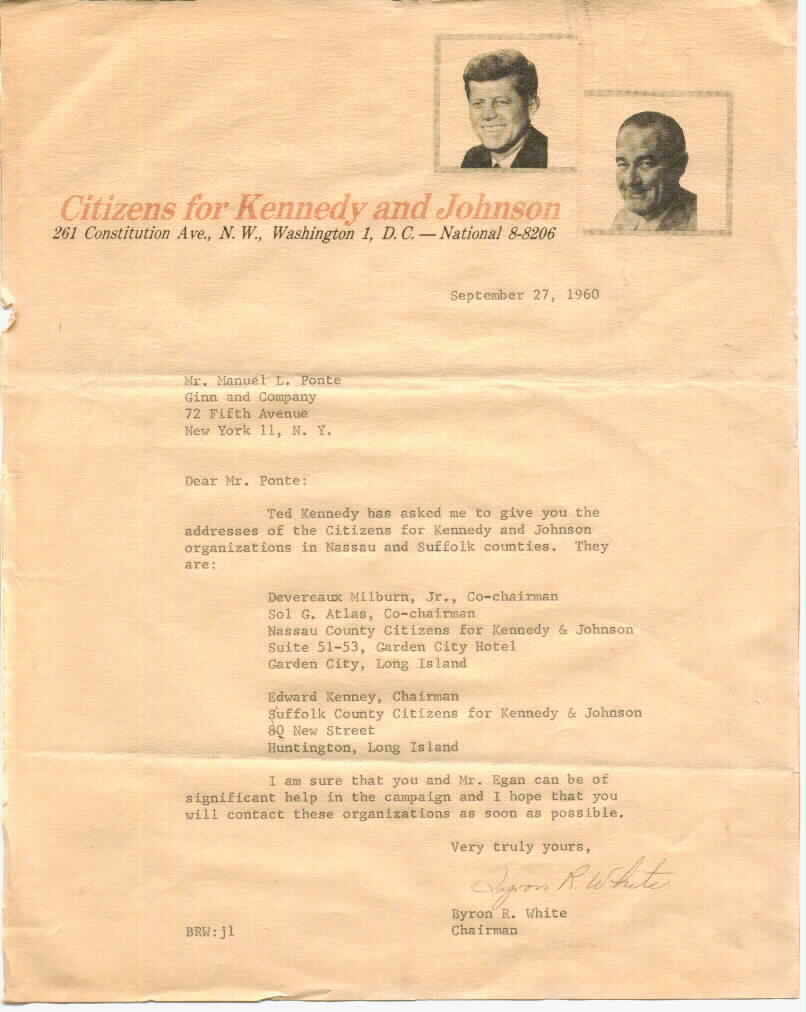 Citizens for Kennedy and Johnson
261 Constitution Ave., N. W., Washington 1, D. C. — National 8-8206
September 27, 1960
Mr. Manuel L. Ponte
Ginn and Company
72 Fifth Avenue
New York 11, N. Y.
Dear Mr. Ponte:
Ted Kennedy has asked me to give you the
addresses of the Citizens for Kennedy and Johnson
organizations in Nassau and Suffolk counties. They
are:
Devereaux Milburn, Jr., Co-chairman
Sol G. Atlas, Co-chairman
Nassau County Citizens for Kennedy & Johnson
Suite 51-53, Garden City Hotel
Garden City, Long Island
Edward Kenney, Chairman
Suffolk County Citizens for Kennedy & Johnson
80 New Street
Huntington, Long Island
I am sure that you and Mr. Egan can be of
significant help in the campaign and I hope that you
will contact these organizations as soon as possible.
Very truly yours,
Byron R. White
Byron R. White
BRW:jl Chairman